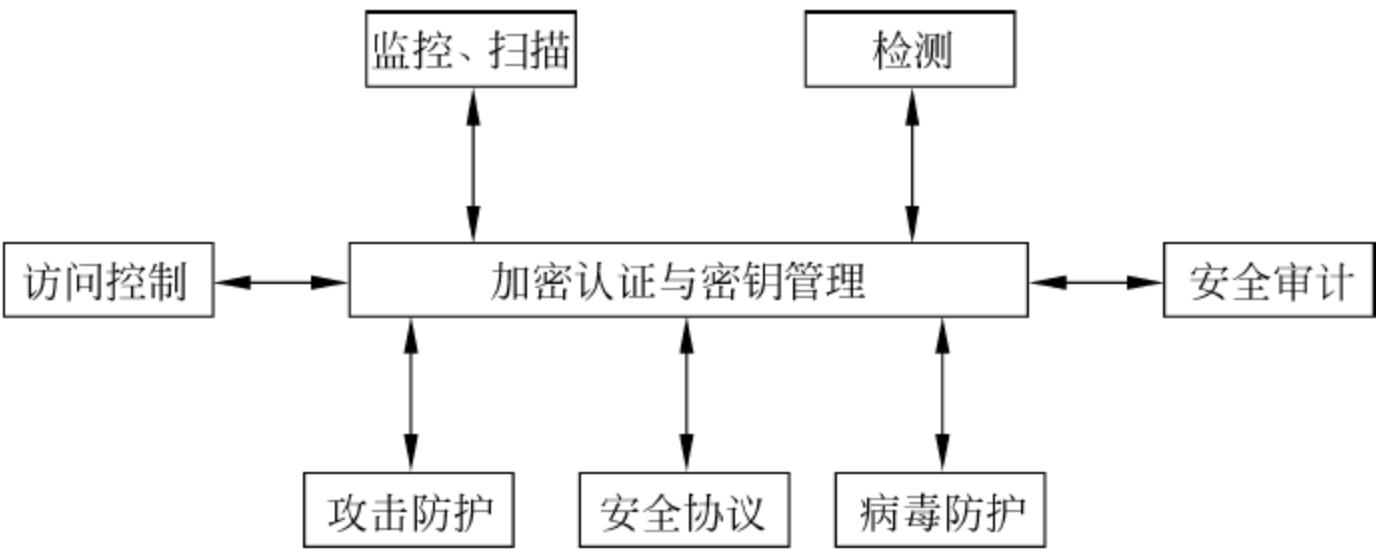 监控、扫描
检测
访问控制
加密认证与密钥管理
安全审计
攻击防护
安全协议
病毒防护